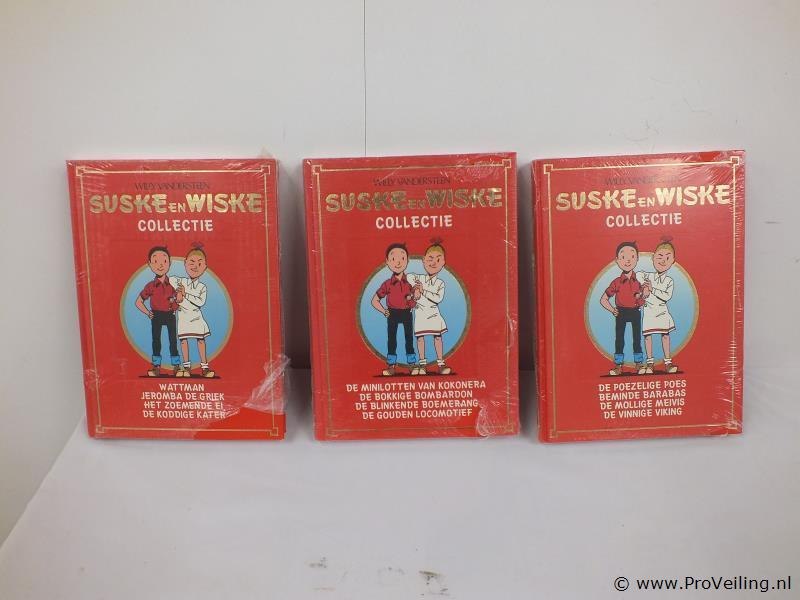 WILLY VANDERSTEEN
SUSKE EN WISKE
COLLECTIE
WATTMAN
JEROMBA DE GRIEK
HET ZOEMENDE EI
DE KODDIGE KATER
WILLY VANDERSTEEN
SUSKE EN WISKE
COLLECTIE
DE MINILOTTEN VAN KOKONERA
DE BOKKIGE BOMBARDON
DE BLINKENDE BOEMERANG
DE GOUDEN LOCOMOTIEF
WILLY VANDERSTEEN
SUSKE EN WISKE
COLLECTIE
DE POEZELIGE POES
BEMINDE BARABAS
DE MOLLIGE MEIVIS
DE VINNIGE VIKING
© www.ProVeiling.nl